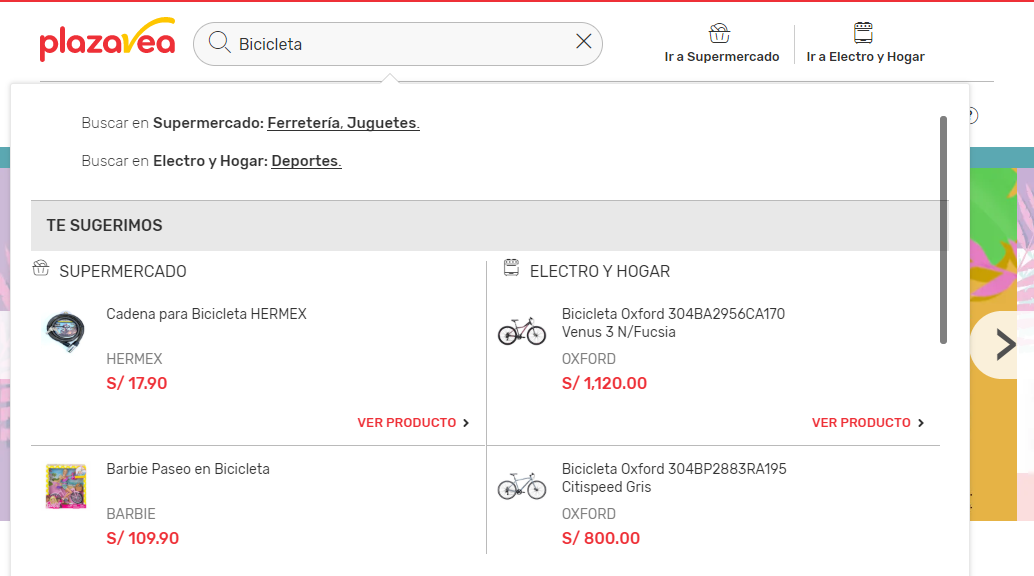 plazavea
Bicicleta
Ir a Supermercado
Ir a Electro y Hogar
Buscar en Supermercado: Ferretería, Juguetes.
Buscar en Electro y Hogar: Deportes.
TE SUGERIMOS
SUPERMERCADO
Cadena para Bicicleta HERMEX
HERMEX
S/ 17.90
VER PRODUCTO
Barbie Paseo en Bicicleta
BARBIE
S/ 109.90
ELECTRO Y HOGAR
Bicicleta Oxford 304BA2956CA170
Venus 3 N/Fucsia
OXFORD
S/ 1,120.00
VER PRODUCTO
Bicicleta Oxford 304BP2883RA195
Citispeed Gris
OXFORD
S/ 800.00